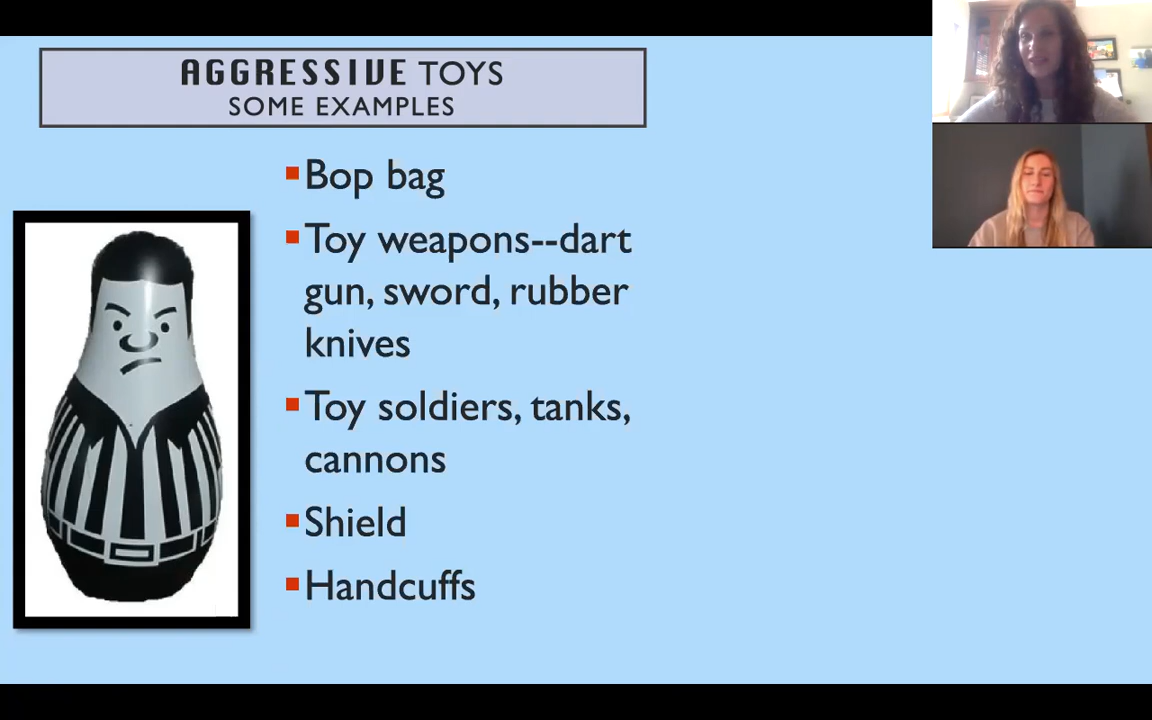 AGGRESSIVE TOYS
SOME EXAMPLES
Bop bag
Toy weapons--dart
gun, sword, rubber
knives
Toy soldiers, tanks,
cannons
Shield
Handcuffs